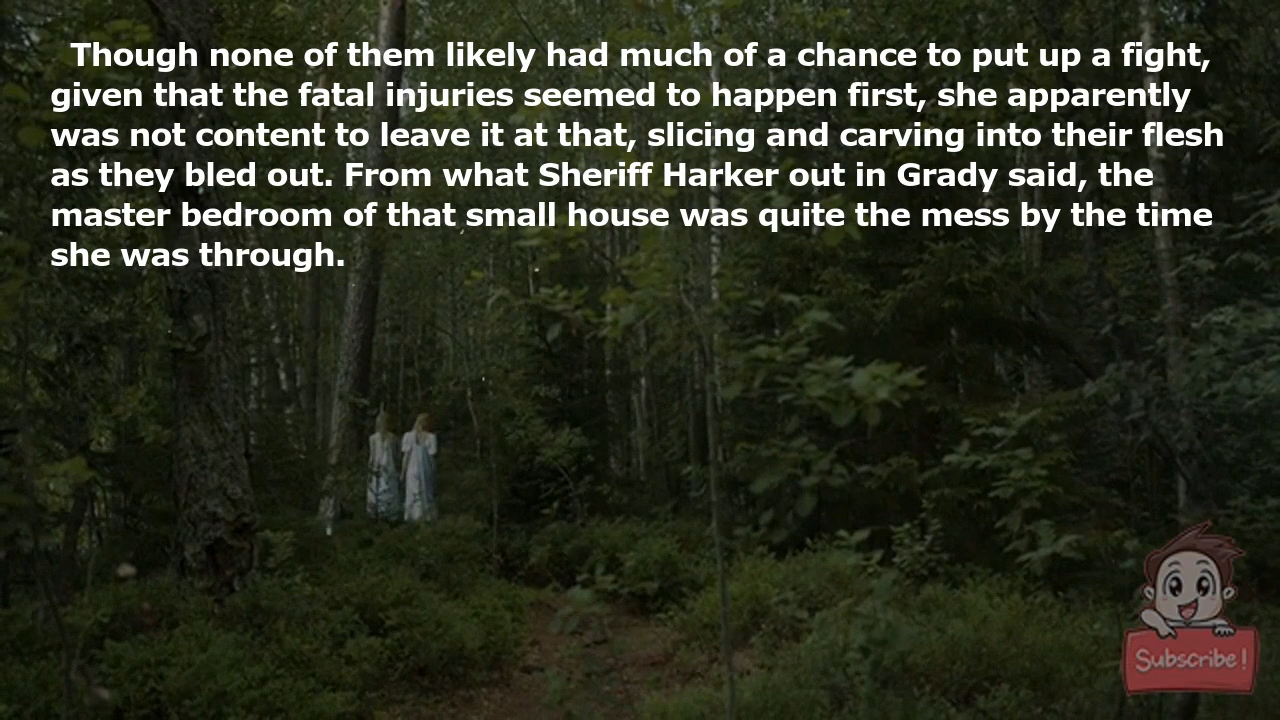 Though none of them likely had much of a chance to put up a fight,
given that the fatal injuries seemed to happen first, she apparently
was not content to leave it at that, slicing and carving into their flesh
as they bled out. From what Sheriff Harker out in Grady said, the
master bedroom of that small house was quite the mess by the time
she was through.
Subscribe!